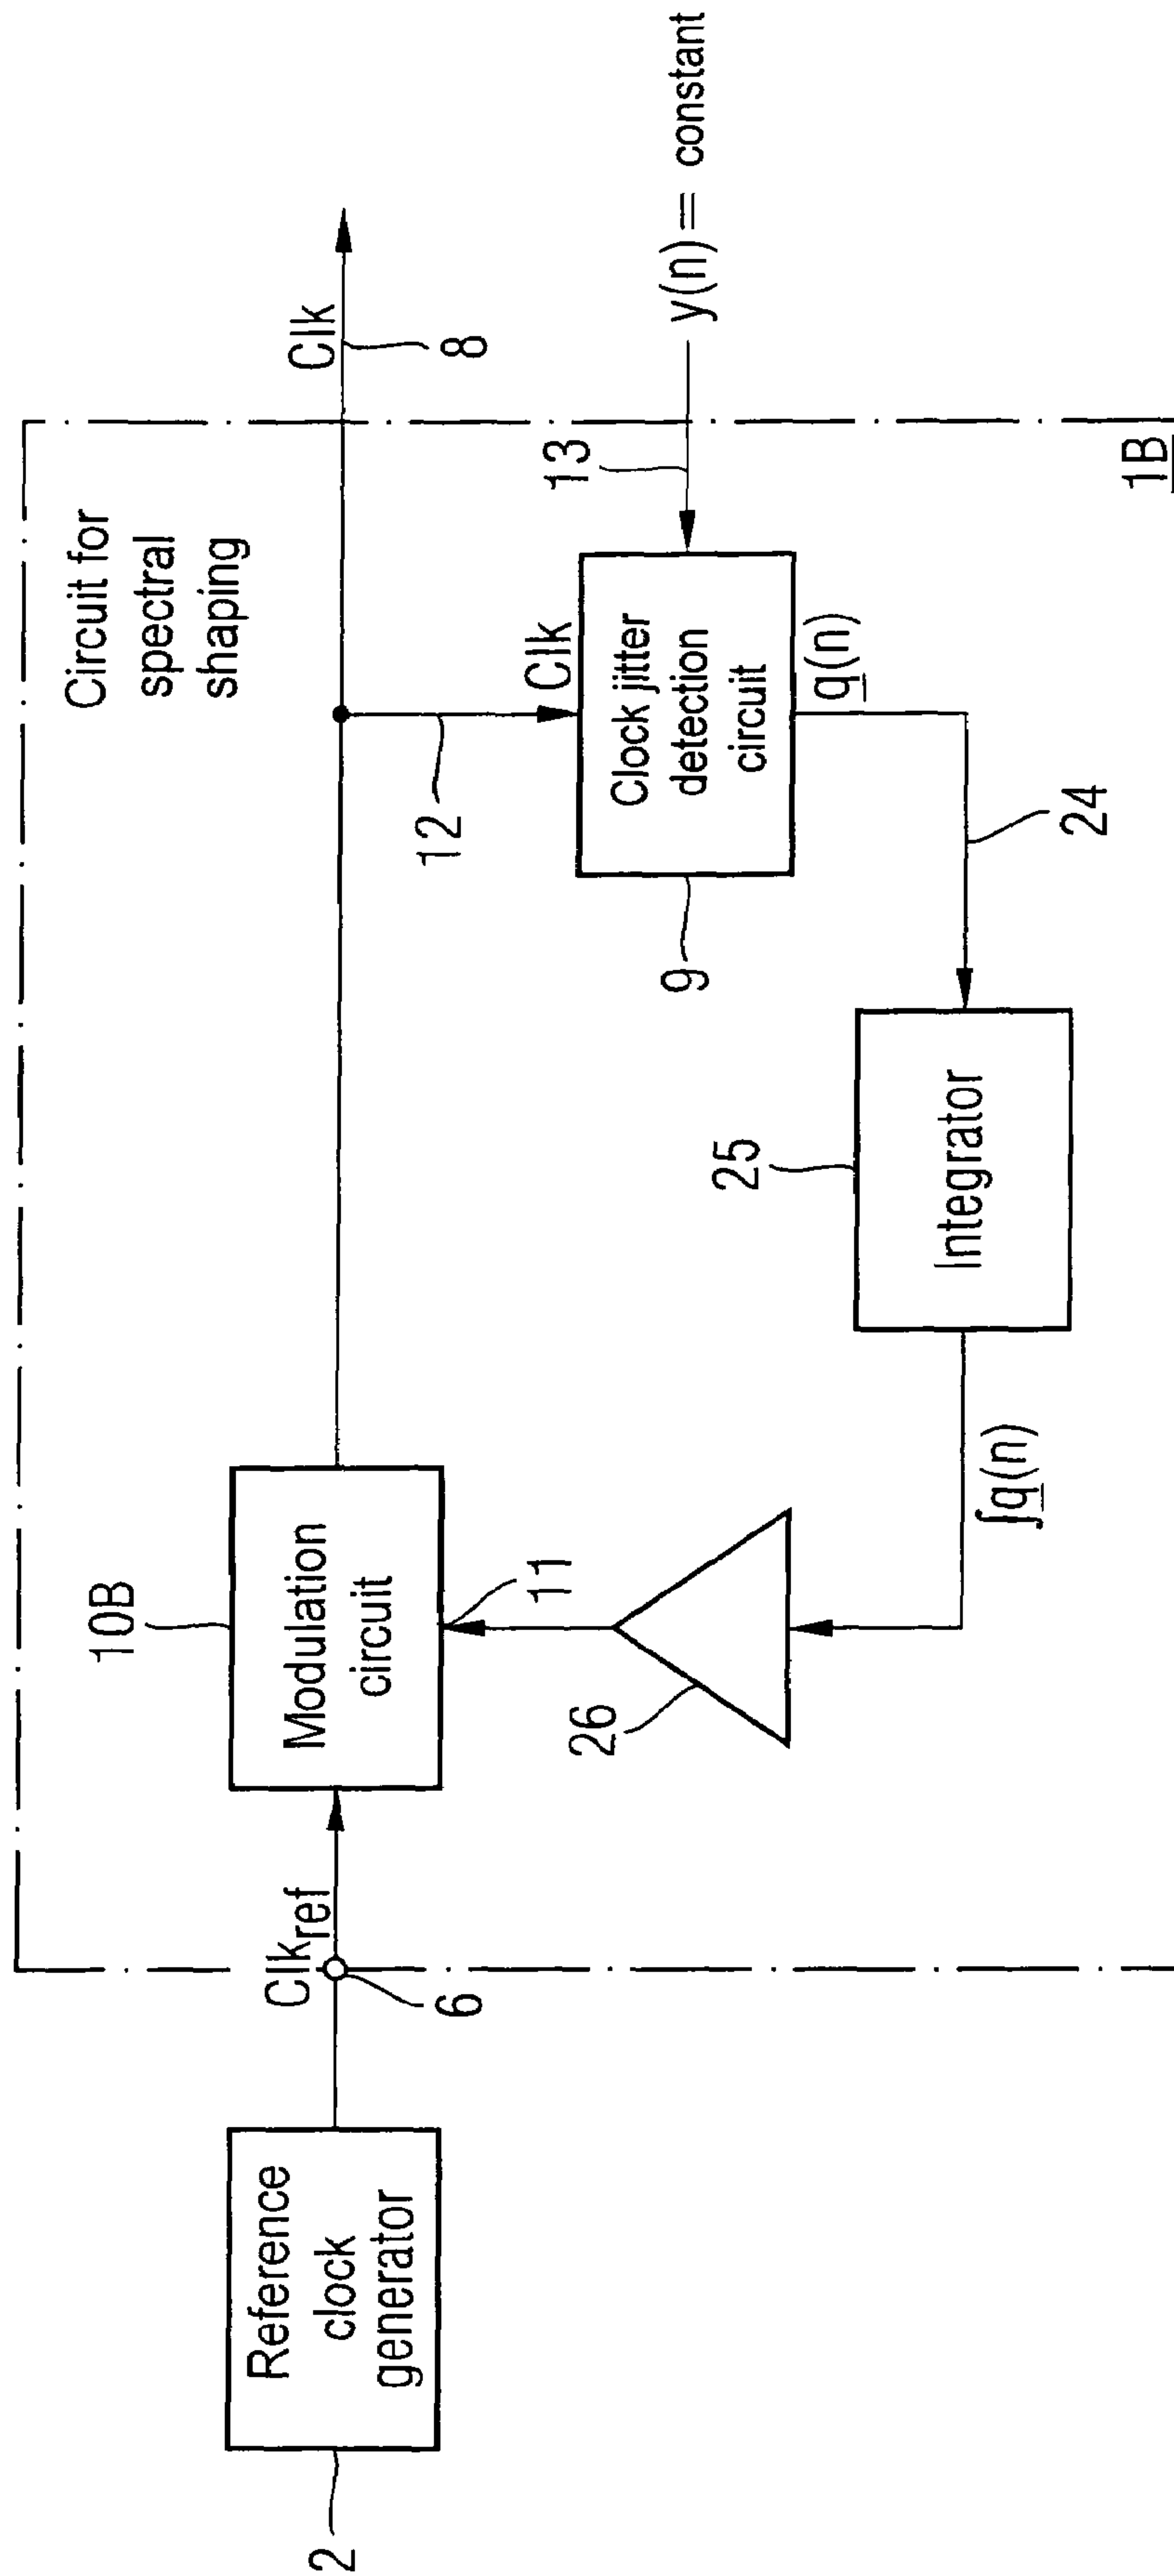 Circuit for
spectral
shaping
2
Reference
clock
generator
Clkref
6
10B
Modulation
circuit
11
26
∫q(n)
25
Integrator
24
12
Clk
9
Clock jitter
detection
circuit
q(n)
13
Clk
8
y(n) = constant
1B